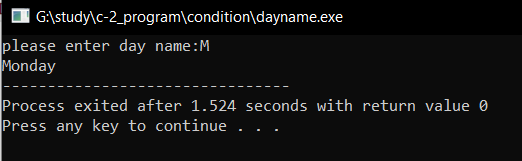 G:\study\c-2_program\condition\dayname.exe
please enter day name:M
Monday
--------------------------------
Process exited after 1.524 seconds with return value 0
Press any key to continue . . .